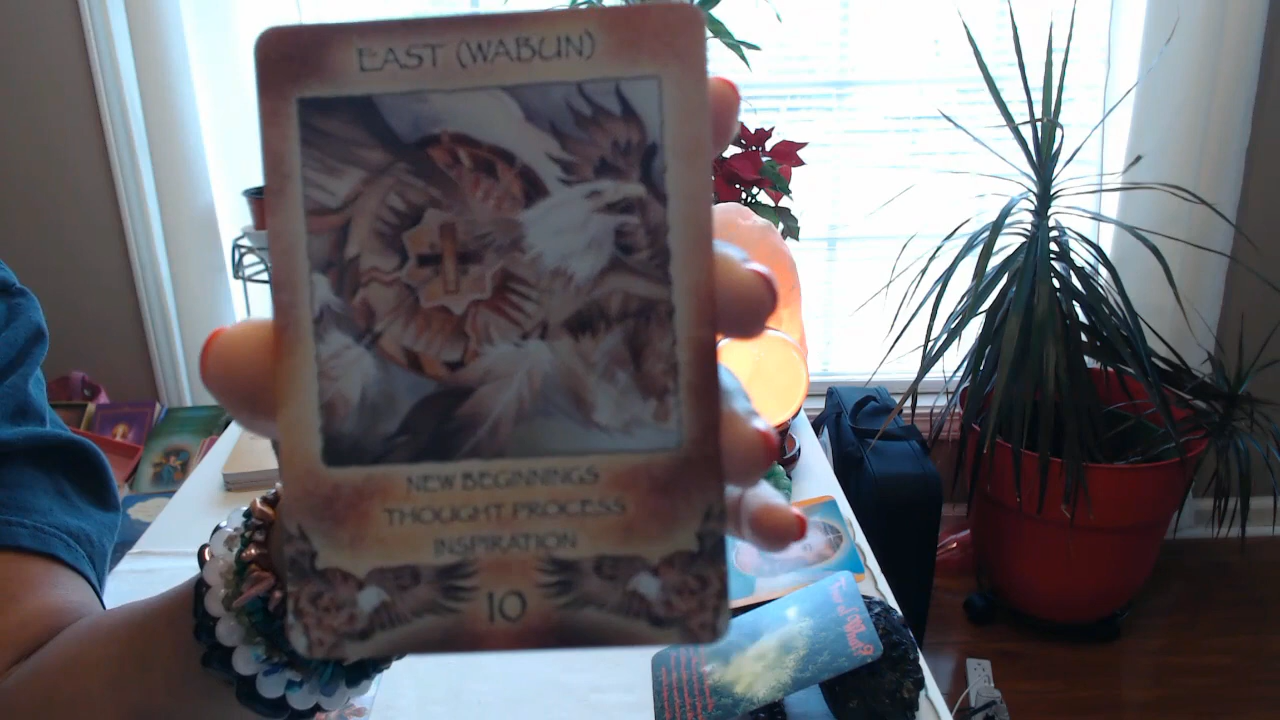 EAST (WABUN)
NEW BEGINNINGS
THOUGHT PROCESS
INSPIRATION
10